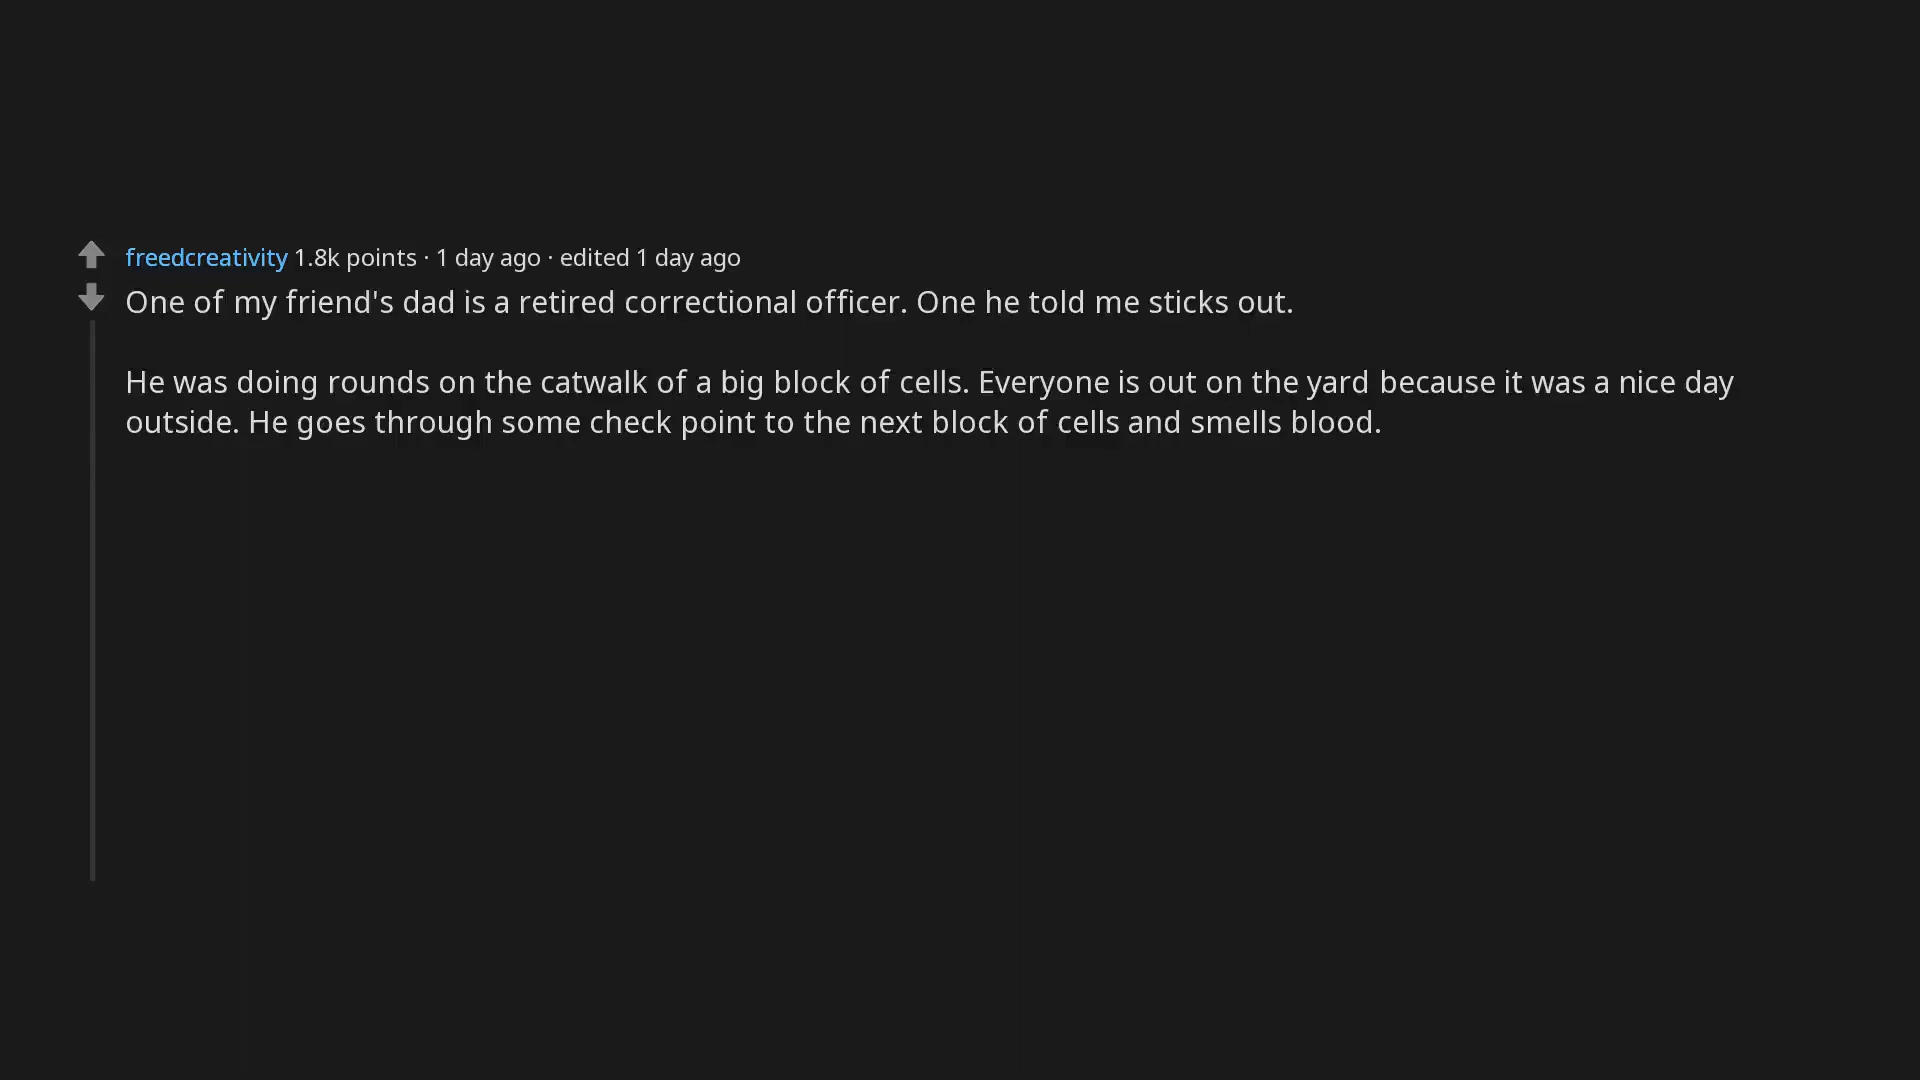 freedcreativity 1.8k points · 1 day ago · edited 1 day ago
One of my friend's dad is a retired correctional officer. One he told me sticks out.
He was doing rounds on the catwalk of a big block of cells. Everyone is out on the yard because it was a nice day
outside. He goes through some check point to the next block of cells and smells blood.